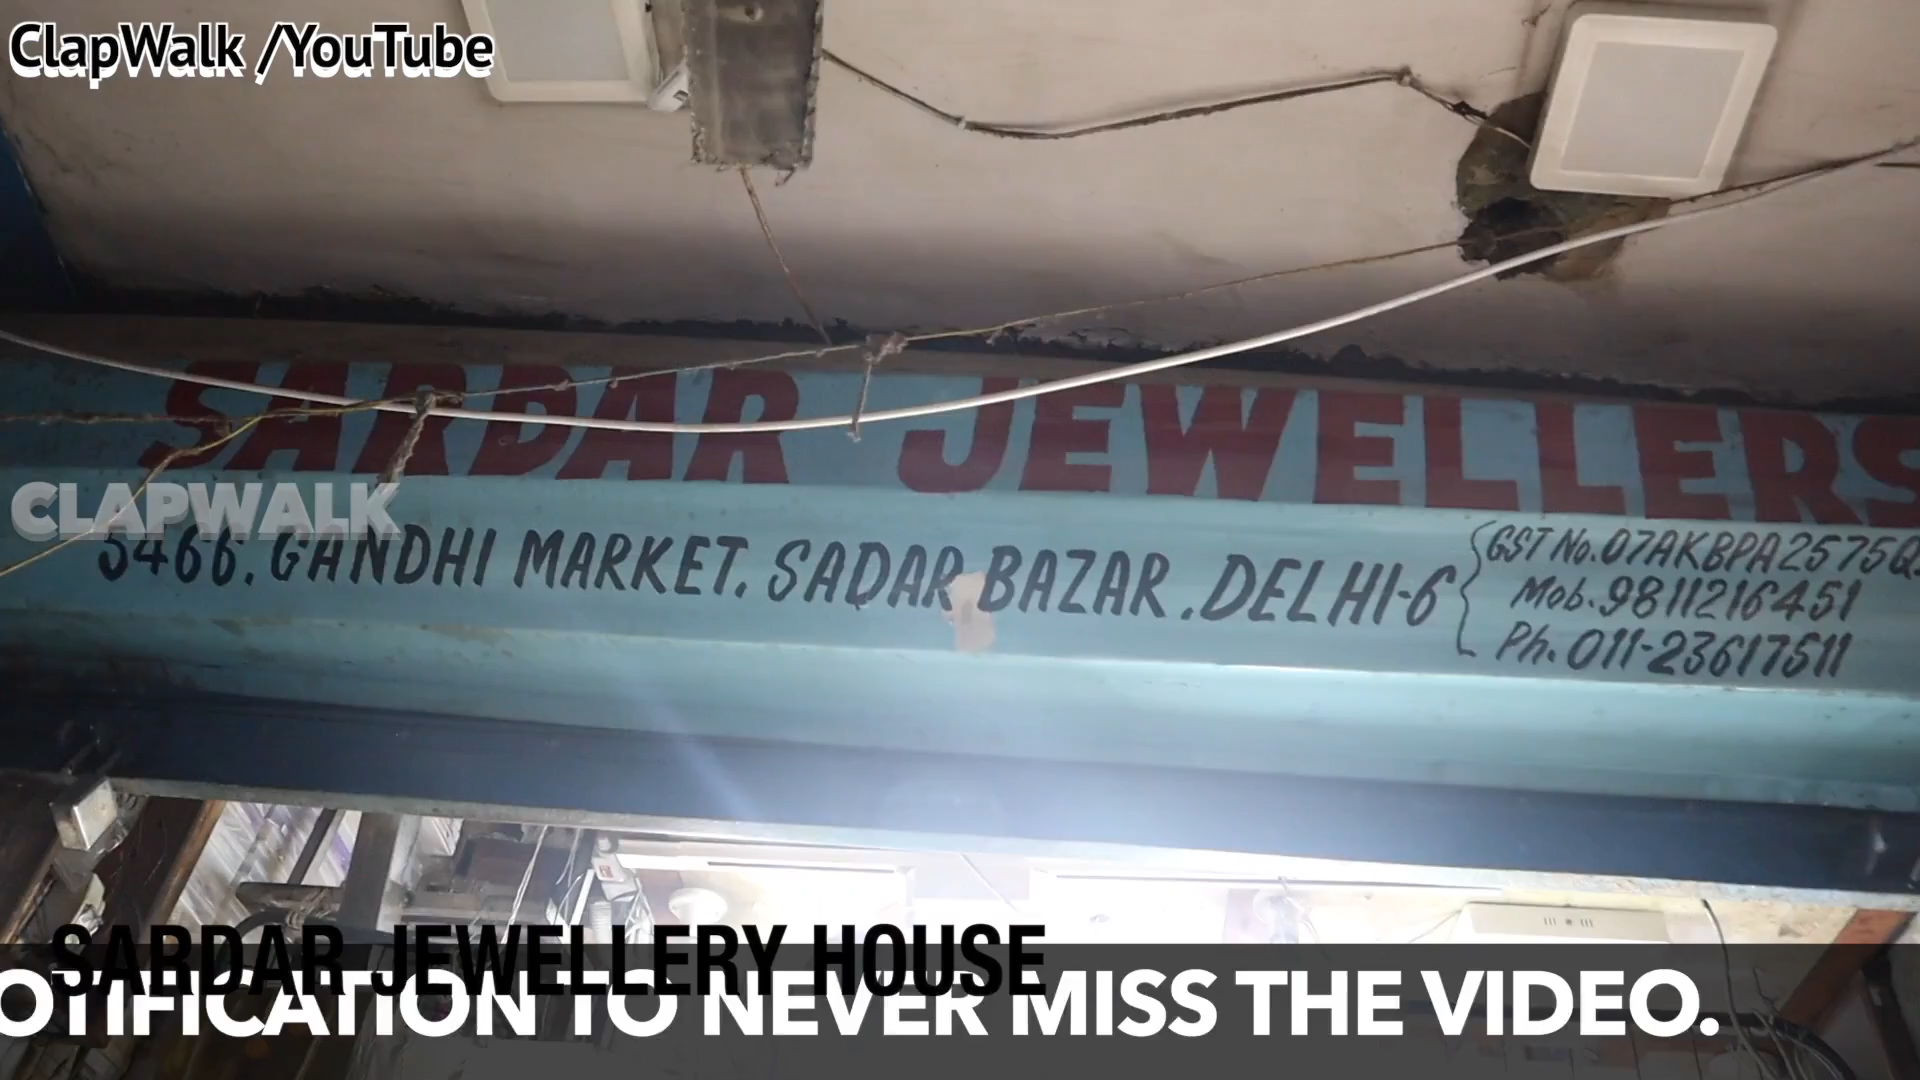 ClapWalk /YouTube
SARDAR JEWELLERS
CLAPWALK
5466, GANDHI MARKET, SADAR BAZAR, DELHI-6
GST No. 07AKBPA2575Q
Mob. 9811216451
Ph. 011-23617511
SARDAR JEWELLERY HOUSE
OTIFICATION TO NEVER MISS THE VIDEO.